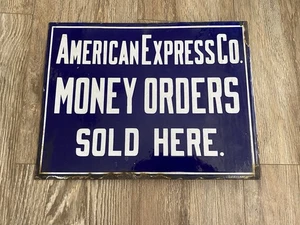 AMERICAN EXPRESS CO.
MONEY ORDERS
SOLD HERE.